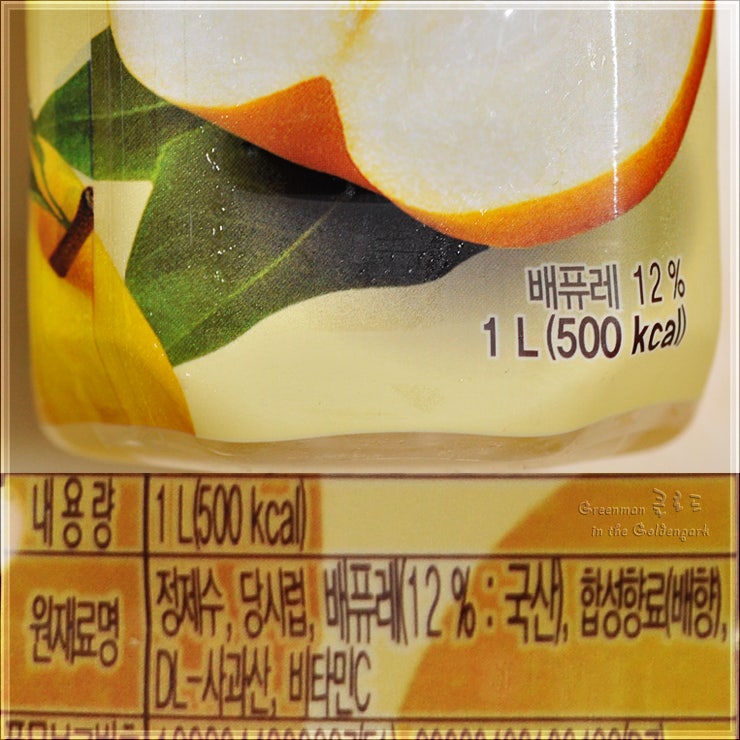 배퓨레 12%
1 L(500 kcal)
내용량
1 L(500 kcal)
Greenman
in the Goldenpark
원재료명
정제수, 당시럽, 배퓨레(12 % : 국산), 합성향료(배향),
DL-사과산, 비타민C